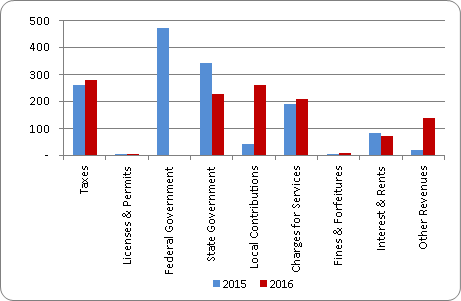 500
400
300
200
100
-
Taxes
Licenses & Permits
Federal Government
State Government
Local Contributions
Charges for Services
Fines & Forfeitures
Interest & Rents
Other Revenues
2015 2016